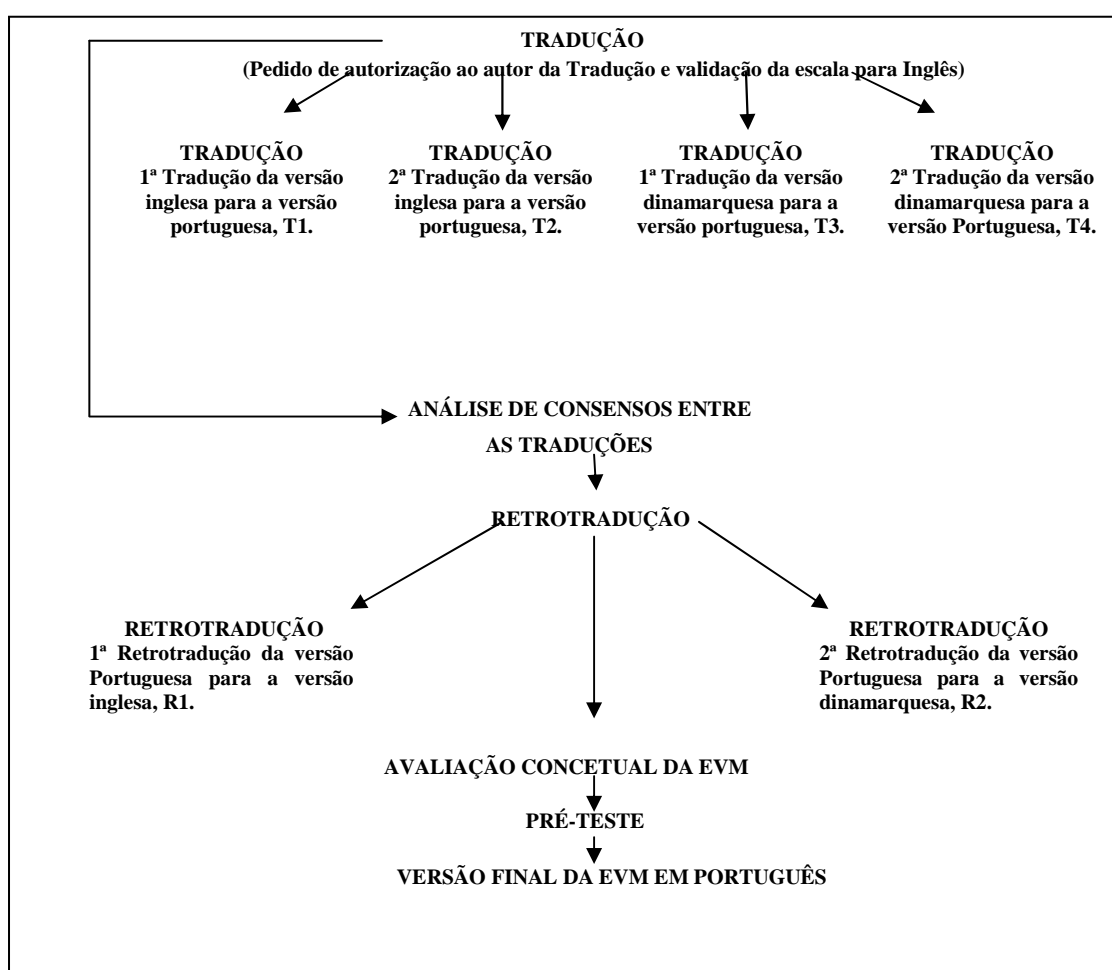 TRADUÇÃO
(Pedido de autorização ao autor da Tradução e validação da escala para Inglês)
TRADUÇÃO
1ª Tradução da versão
inglesa para a versão
portuguesa, T1.
TRADUÇÃO
2ª Tradução da versão
inglesa para a versão
portuguesa, T2.
TRADUÇÃO
1ª Tradução da versão
dinamarquesa para a
versão portuguesa, T3.
TRADUÇÃO
2ª Tradução da versão
dinamarquesa para a
versão Portuguesa, T4.
ANÁLISE DE CONSENSOS ENTRE
AS TRADUÇÕES
RETROTRADUÇÃO
RETROTRADUÇÃO
1ª Retrotradução da versão
Portuguesa para a versão
inglesa, R1.
RETROTRADUÇÃO
2ª Retrotradução da versão
Portuguesa para a versão
dinamarquesa, R2.
AVALIAÇÃO CONCETUAL DA EVM
PRÉ-TESTE
VERSÃO FINAL DA EVM EM PORTUGUÊS